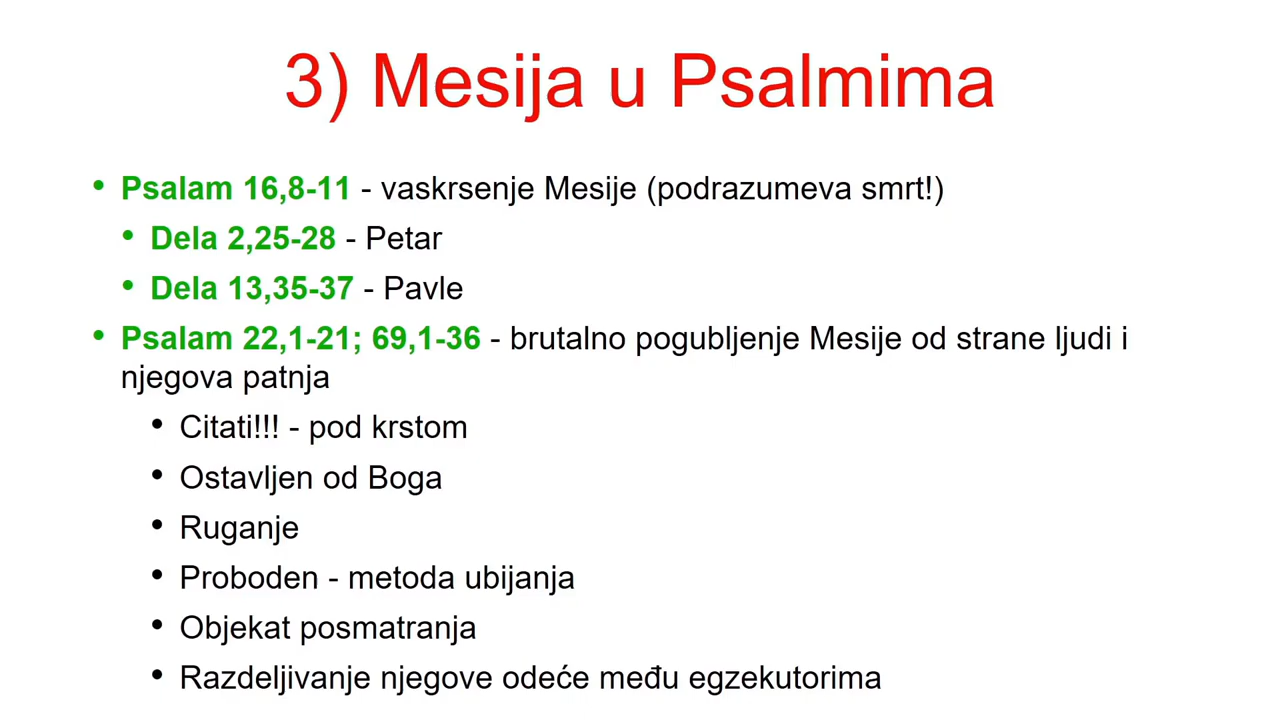 3) Mesija u Psalmima
• Psalam 16,8-11 - vaskrsenje Mesije (podrazumeva smrt!)
• Dela 2,25-28 - Petar
• Dela 13,35-37 - Pavle
• Psalam 22,1-21; 69,1-36 - brutalno pogubljenje Mesije od strane ljudi i
njegova patnja
• Citati!!! - pod krstom
• Ostavljen od Boga
• Ruganje
• Proboden - metoda ubijanja
• Objekat posmatranja
• Razdeljivanje njegove odeće među egzekutorima